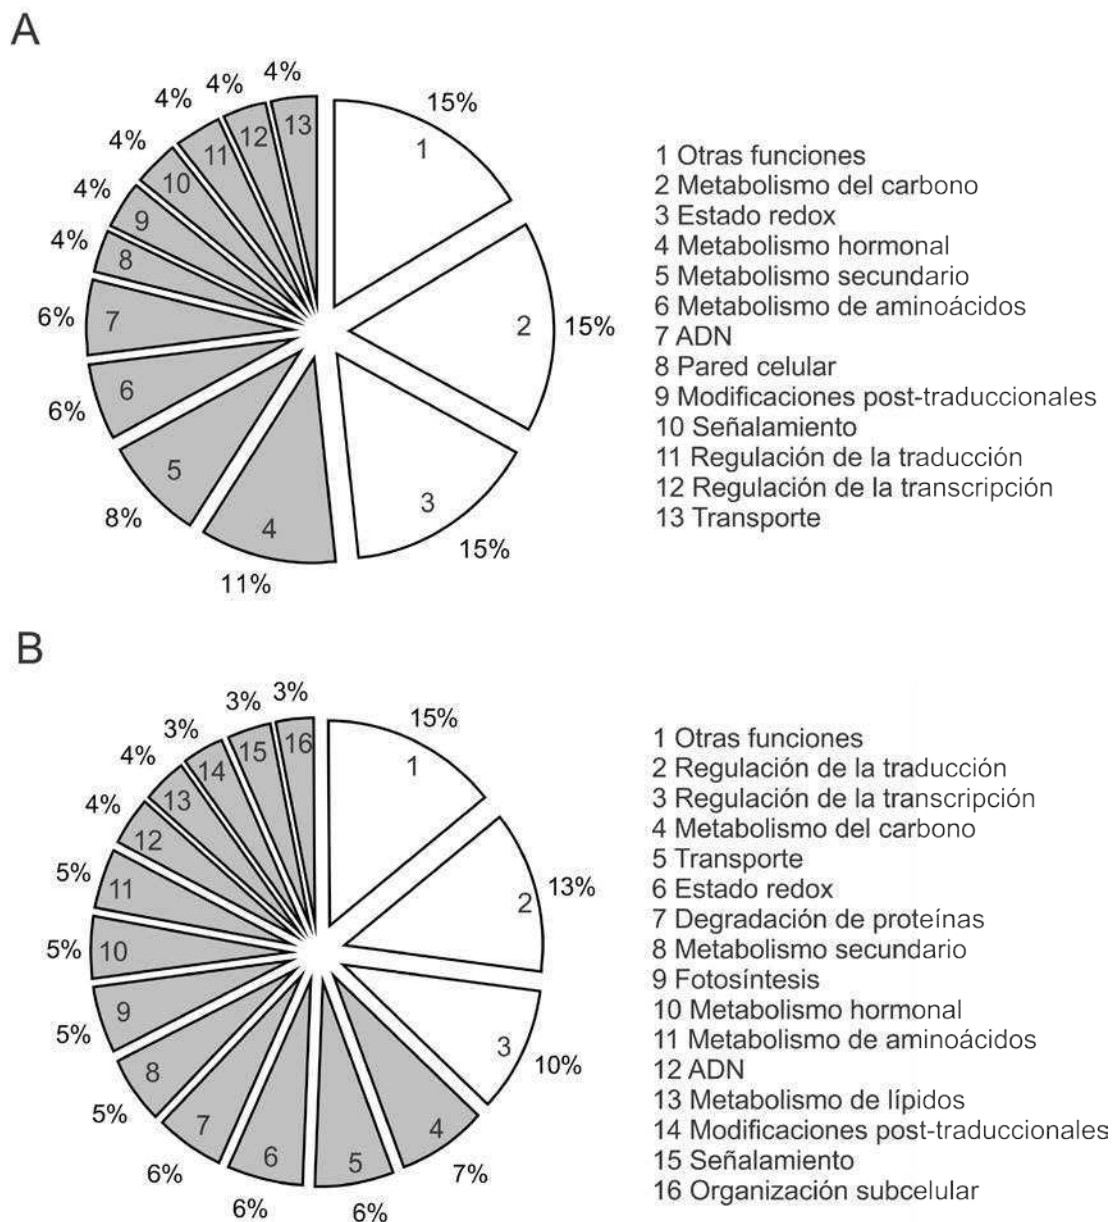 A
4%
4%
4%
4%
4%
4%
6%
6%
8%
11%
15%
15%
15%
1
2
3
4
5
6
7
8
9
10
11
12
13
1 Otras funciones
2 Metabolismo del carbono
3 Estado redox
4 Metabolismo hormonal
5 Metabolismo secundario
6 Metabolismo de aminoácidos
7 ADN
8 Pared celular
9 Modificaciones post-traduccionales
10 Señalamiento
11 Regulación de la traducción
12 Regulación de la transcripción
13 Transporte
B
3%
3%
3%
4%
4%
5%
5%
5%
5%
6%
6%
6%
7%
10%
13%
15%
1
2
3
4
5
6
7
8
9
10
11
12
13
14
15
16
1 Otras funciones
2 Regulación de la traducción
3 Regulación de la transcripción
4 Metabolismo del carbono
5 Transporte
6 Estado redox
7 Degradación de proteínas
8 Metabolismo secundario
9 Fotosíntesis
10 Metabolismo hormonal
11 Metabolismo de aminoácidos
12 ADN
13 Metabolismo de lípidos
14 Modificaciones post-traduccionales
15 Señalamiento
16 Organización subcelular